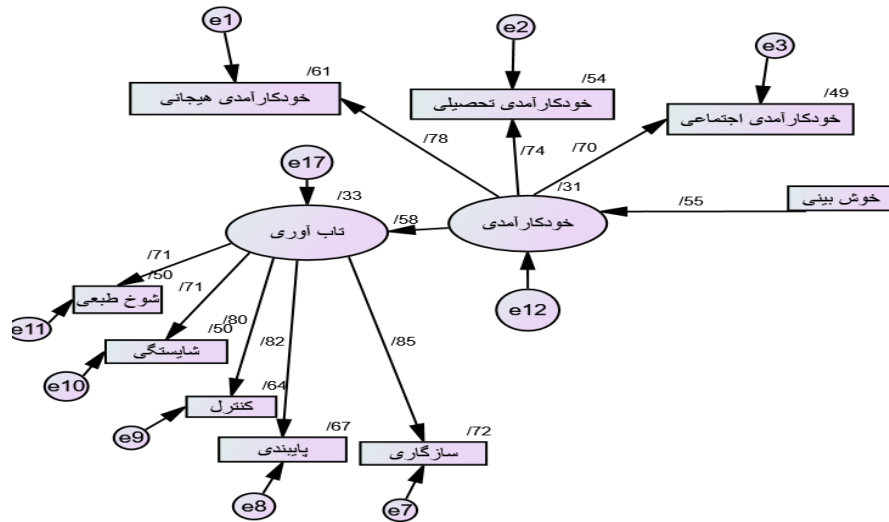 e1
e2
e3
/61
/54
/49
خودکارآمدی هیجانی
خودکارآمدی تحصیلی
خودکارآمدی اجتماعی
/78
/74
/70
e17
/33
/31
خوش بینی
/55
/58
تاب آوری
خودکارآمدی
/71
/50
شوخ طبعی
e11
/71
e12
/50
/80
/82
/85
شایستگی
e10
/64
کنترل
e9
/67
/72
پایبندی
سازگاری
e8
e7